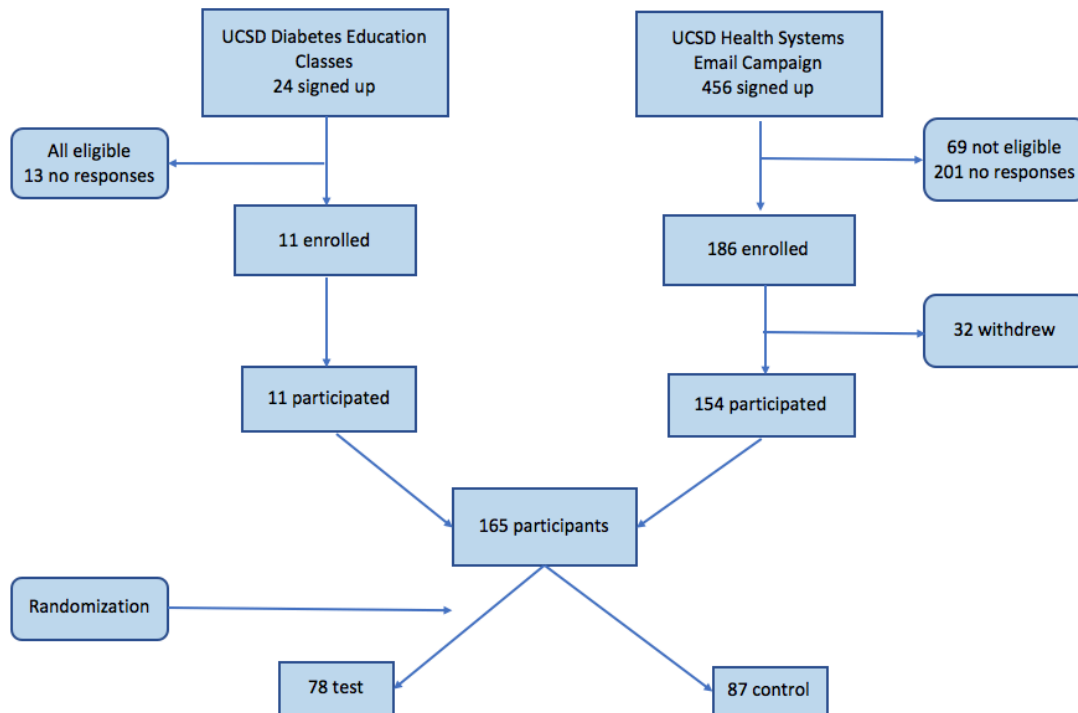 UCSD Diabetes Education
Classes
24 signed up
UCSD Health Systems
Email Campaign
456 signed up
All eligible
13 no responses
69 not eligible
201 no responses
11 enrolled
186 enrolled
32 withdrew
11 participated
154 participated
165 participants
Randomization
78 test
87 control